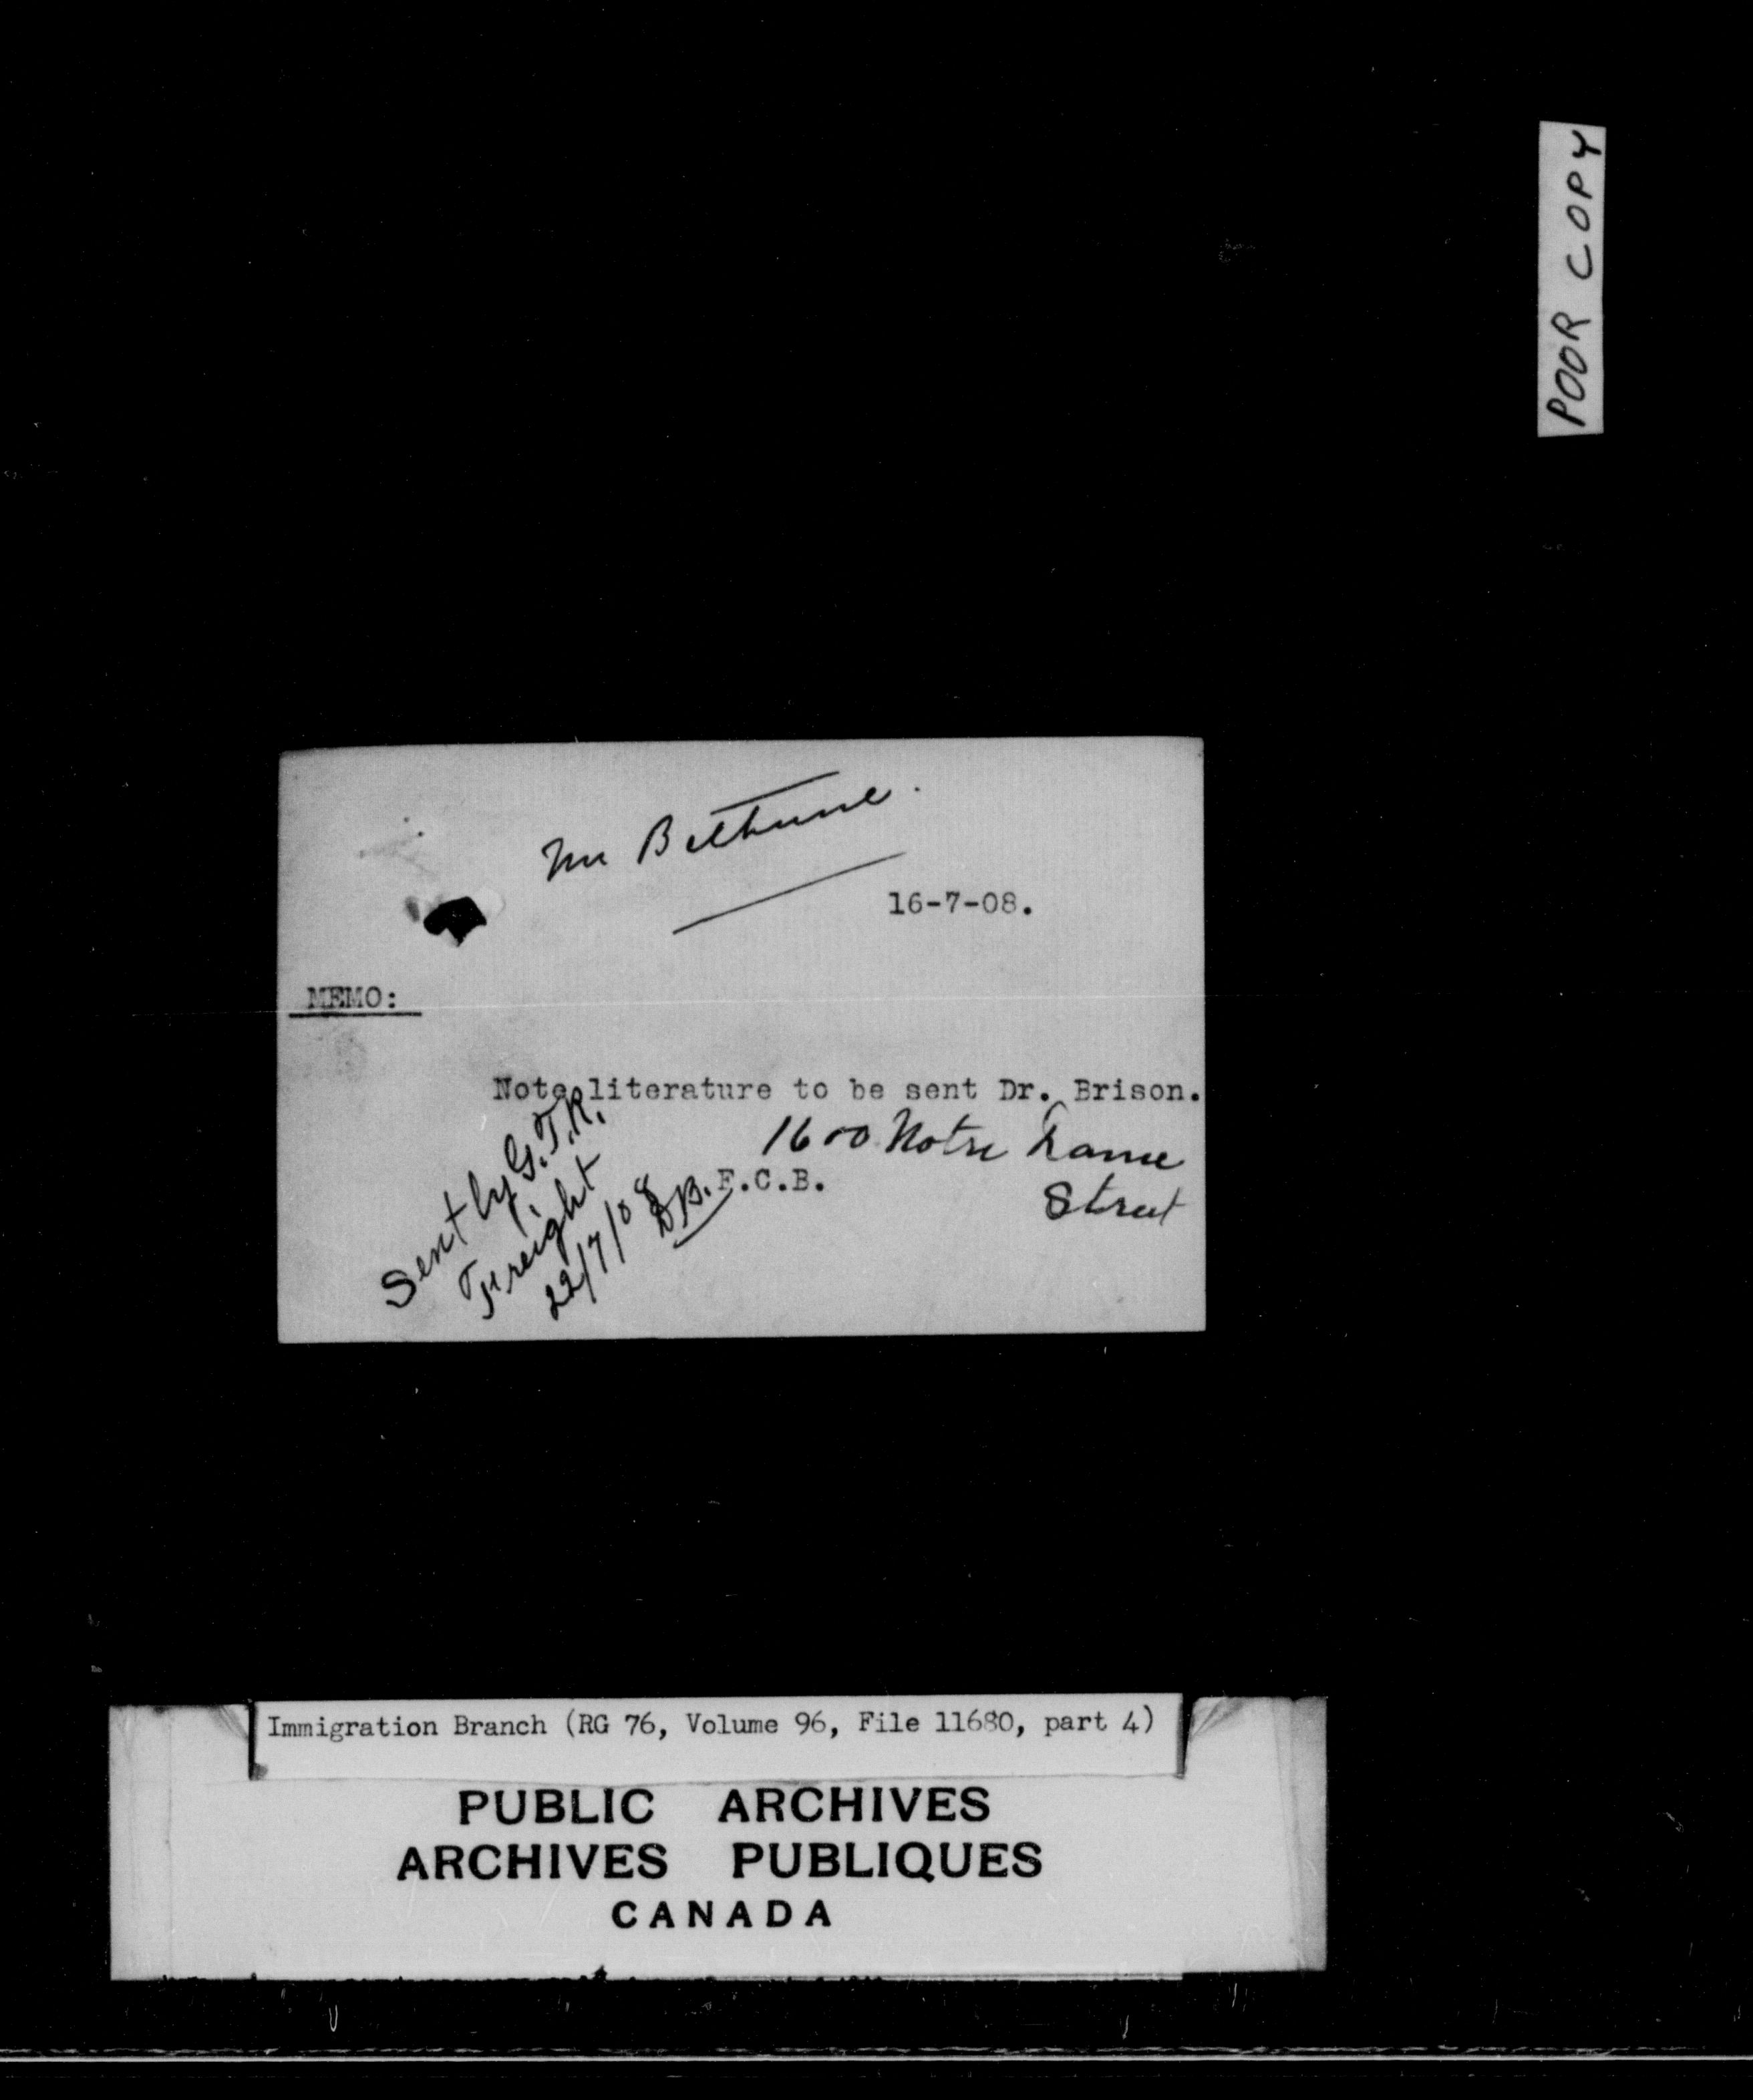 POOR COPY
Mr Bethune.
16-7-08.
MEMO:
Note literature to be sent Dr. Brison.
1600 Notre Dame
Street
F.C.B.
Sent by G.T.R.
Freight
22/7/08
D.B.
Immigration Branch (RG 76, Volume 96, File 11680, part 4)
PUBLIC ARCHIVES
ARCHIVES PUBLIQUES
CANADA